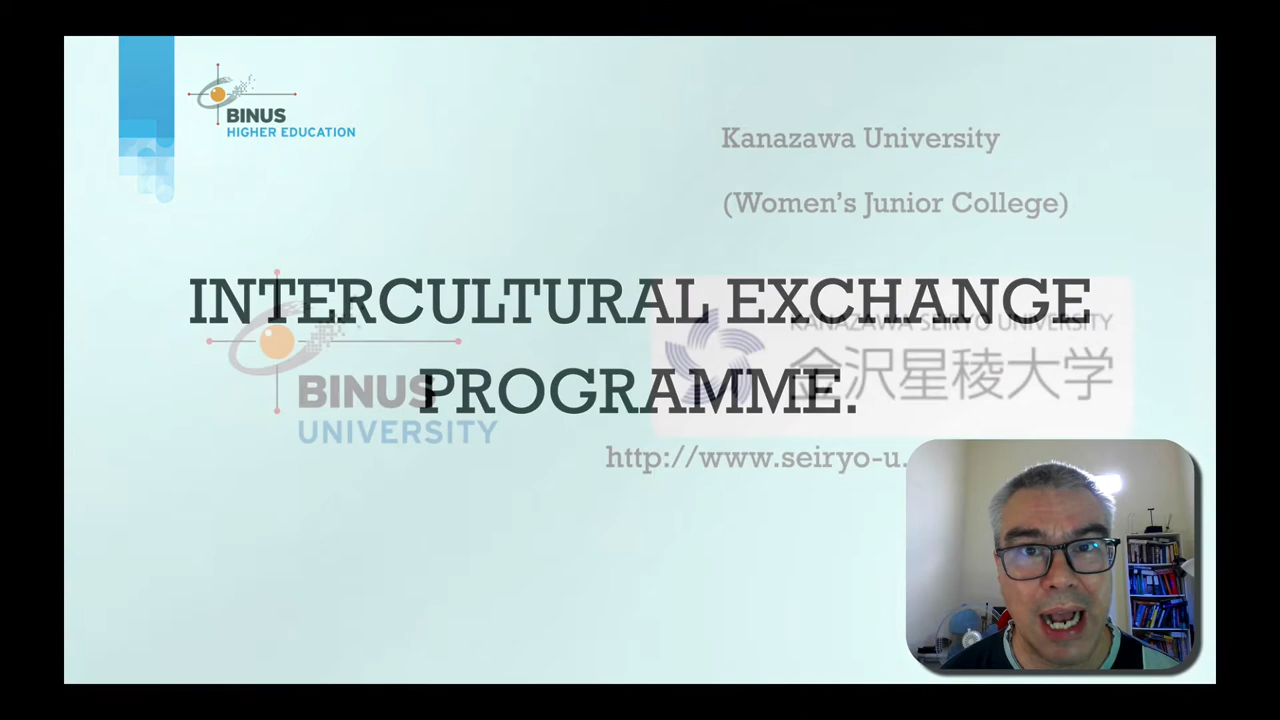 BINUS
HIGHER EDUCATION
Kanazawa University
(Women's Junior College)
INTERCULTURAL EXCHANGE
PROGRAMME.
BINUS
UNIVERSITY
KANAZAWA SEIRYO UNIVERSITY
金沢星稜大学
http://www.seiryo-u.